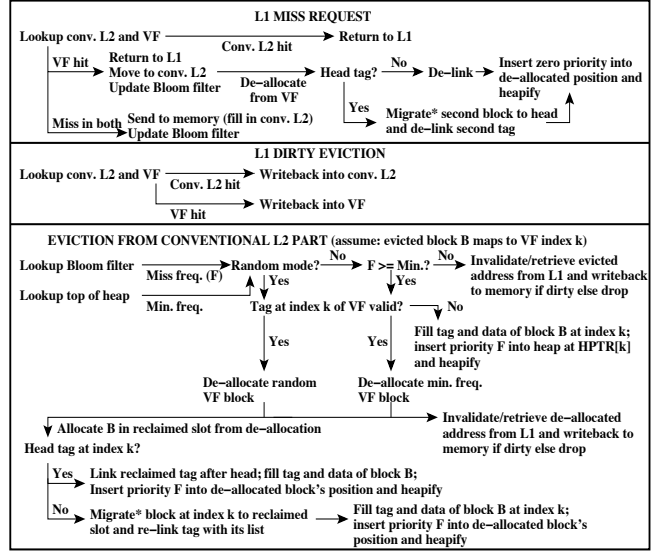 L1 MISS REQUEST
Lookup conv. L2 and VF
Conv. L2 hit
Return to L1
VF hit
Return to L1
Move to conv. L2
Update Bloom filter
De-allocate
from VF
Head tag?
No
De-link
Insert zero priority into
de-allocated position and
heapify
Yes
Migrate* second block to head
and de-link second tag
Miss in both
Send to memory (fill in conv. L2)
Update Bloom filter
L1 DIRTY EVICTION
Lookup conv. L2 and VF
Conv. L2 hit
Writeback into conv. L2
VF hit
Writeback into VF
EVICTION FROM CONVENTIONAL L2 PART (assume: evicted block B maps to VF index k)
Lookup Bloom filter
Miss freq. (F)
Random mode?
No
F >= Min.?
No
Invalidate/retrieve evicted
address from L1 and writeback
to memory if dirty else drop
Lookup top of heap
Min. freq.
Yes
Yes
Tag at index k of VF valid?
No
Fill tag and data of block B at index k;
insert priority F into heap at HPTR[k]
and heapify
Yes
Yes
De-allocate random
VF block
De-allocate min. freq.
VF block
Allocate B in reclaimed slot from de-allocation
Invalidate/retrieve de-allocated
address from L1 and writeback to
memory if dirty else drop
Head tag at index k?
Yes
Link reclaimed tag after head; fill tag and data of block B;
Insert priority F into de-allocated block's position and heapify
No
Migrate* block at index k to reclaimed
slot and re-link tag with its list
Fill tag and data of block B at index k;
insert priority F into de-allocated block's
position and heapify